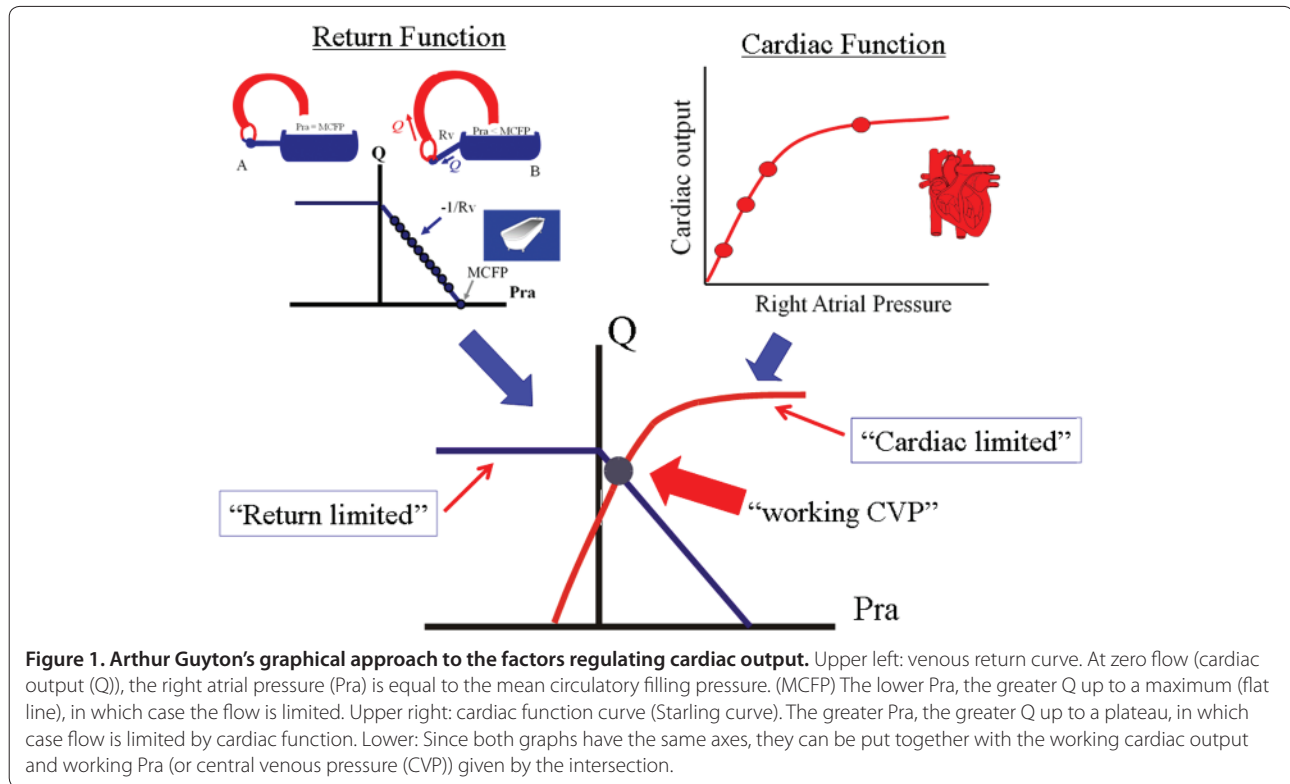 Return Function
Cardiac Function
Pra = MCFP
A
Q
Rv
Pra < MCFP
Q
B
Q
-1/Rv
MCFP
Pra
Cardiac output
Right Atrial Pressure
Q
“Cardiac limited”
“Return limited”
“working CVP”
Pra
Figure 1. Arthur Guyton’s graphical approach to the factors regulating cardiac output. Upper left: venous return curve. At zero flow (cardiac
output (Q)), the right atrial pressure (Pra) is equal to the mean circulatory filling pressure. (MCFP) The lower Pra, the greater Q up to a maximum (flat
line), in which case the flow is limited. Upper right: cardiac function curve (Starling curve). The greater Pra, the greater Q up to a plateau, in which
case flow is limited by cardiac function. Lower: Since both graphs have the same axes, they can be put together with the working cardiac output
and working Pra (or central venous pressure (CVP)) given by the intersection.